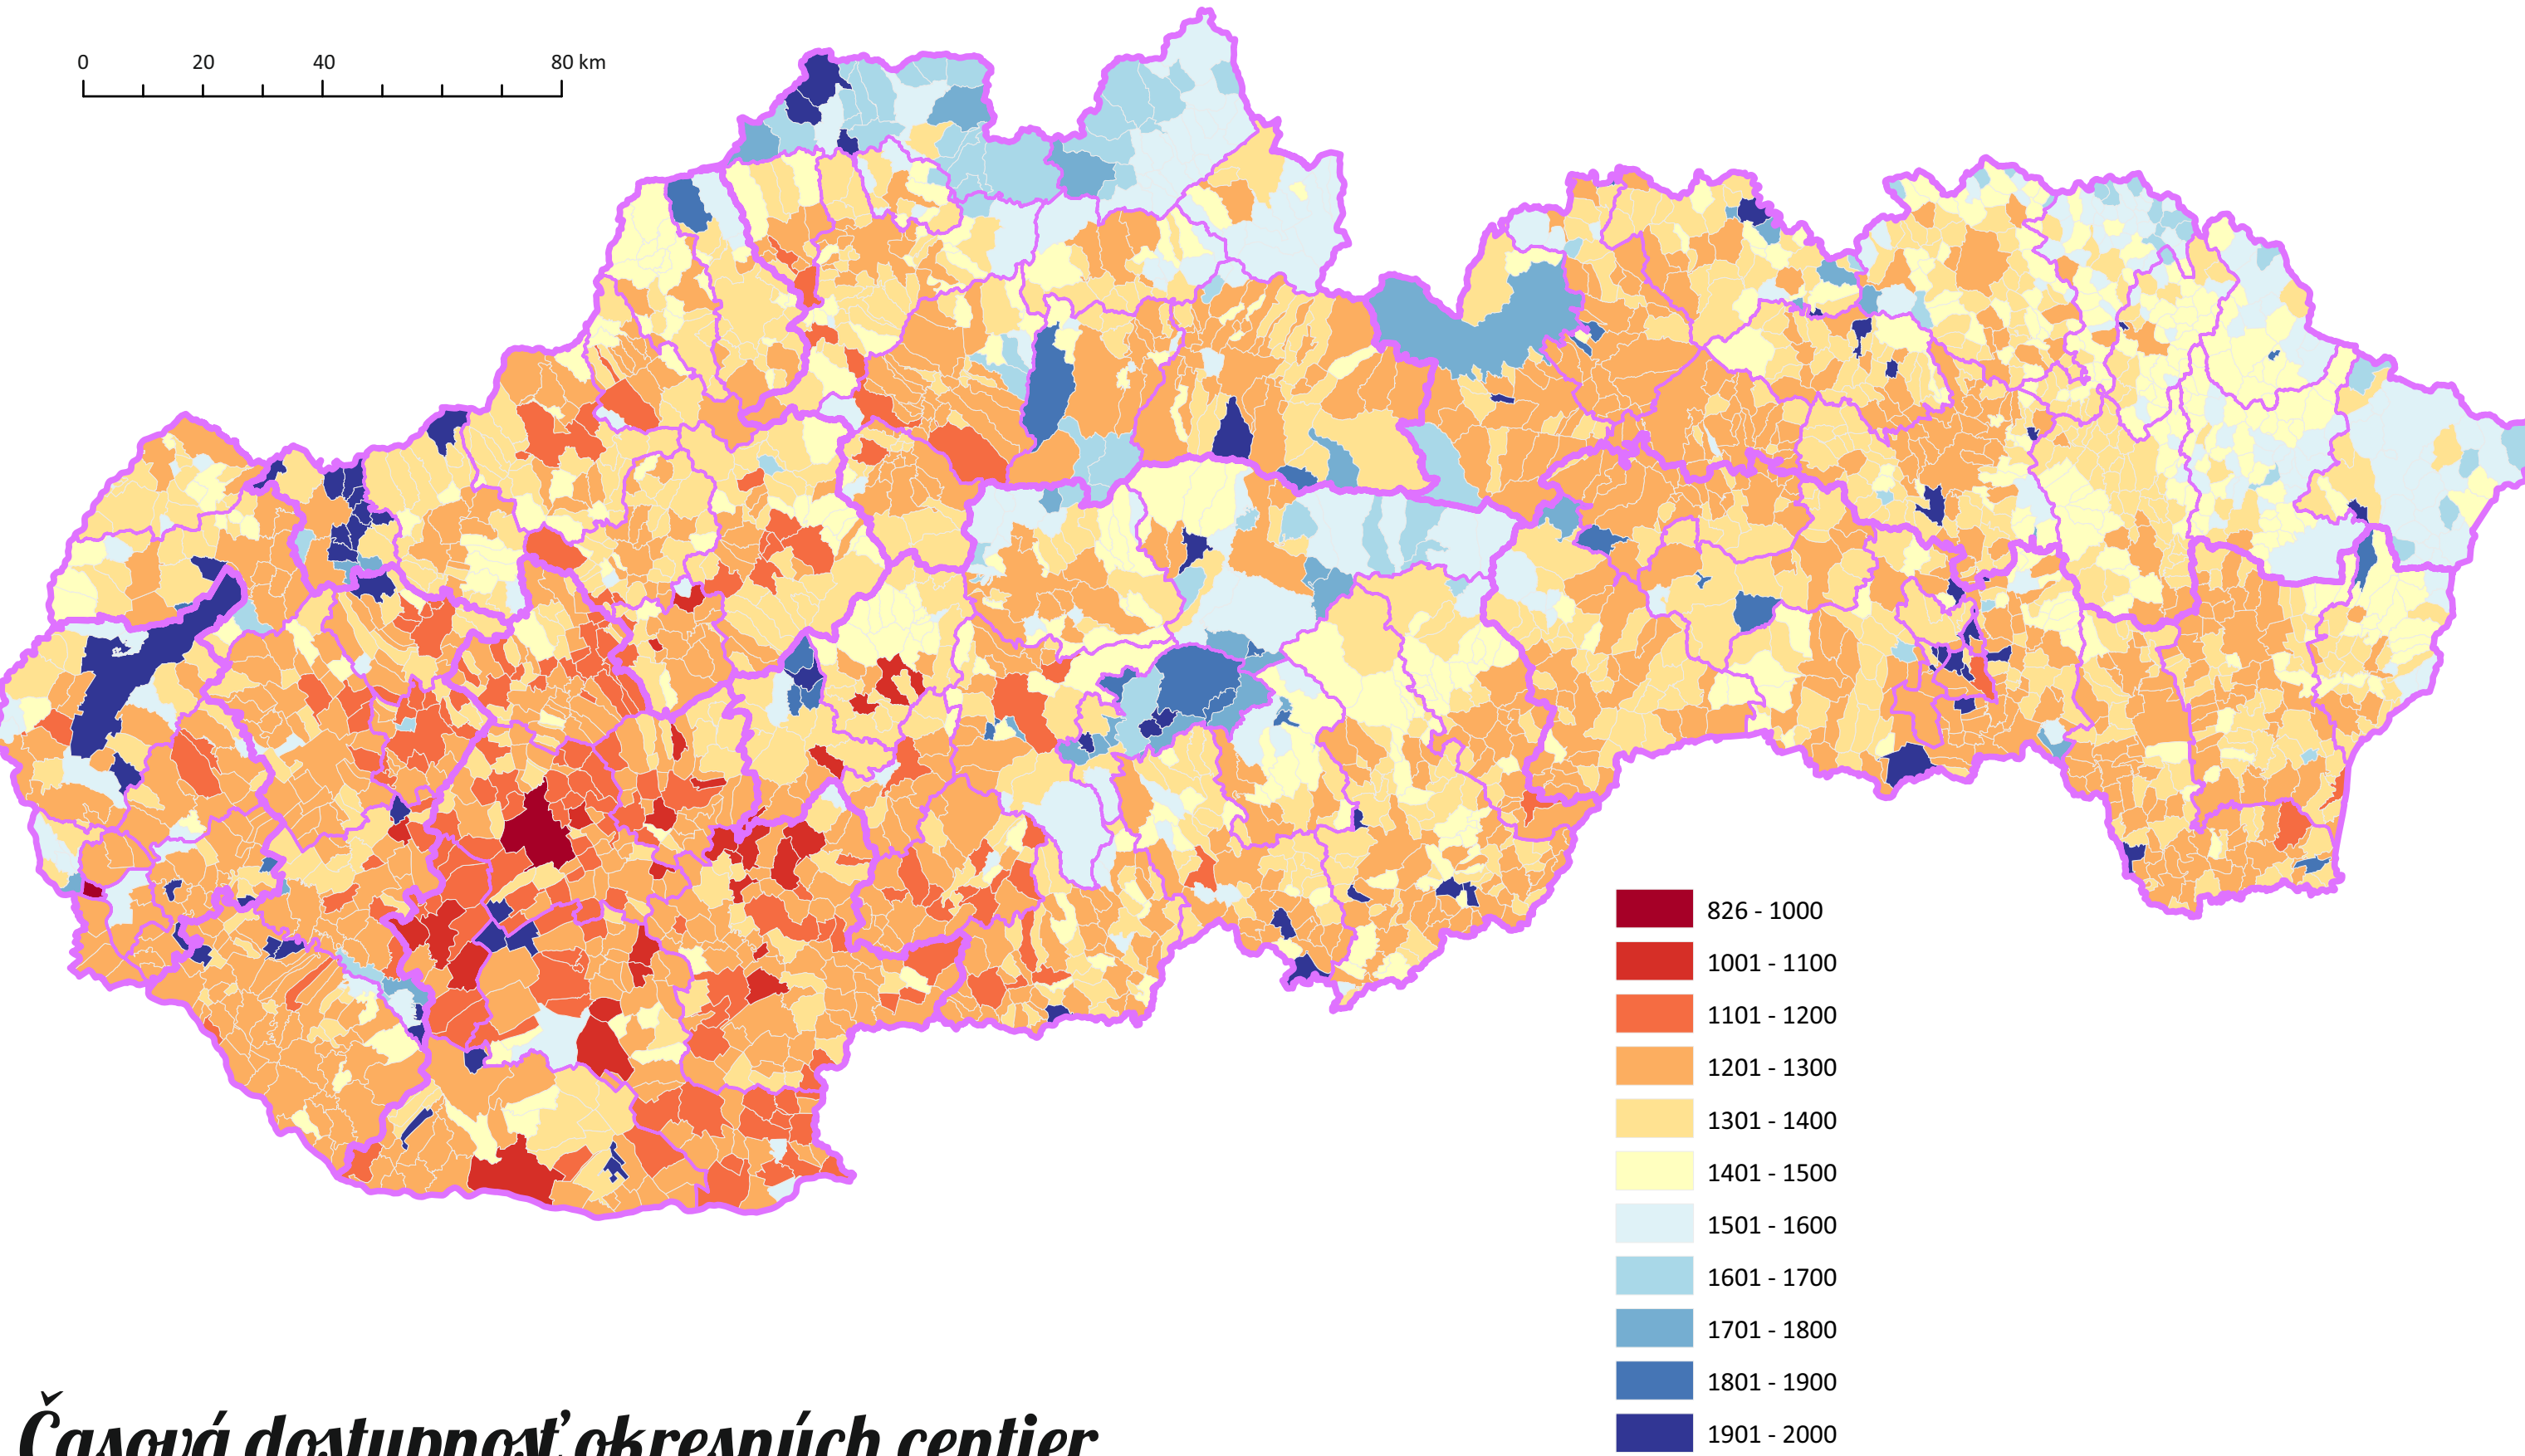 0 20 40 80 km
826 - 1000
1001 - 1100
1101 - 1200
1201 - 1300
1301 - 1400
1401 - 1500
1501 - 1600
1601 - 1700
1701 - 1800
1801 - 1900
1901 - 2000
Časová dostupnosť okresných centier